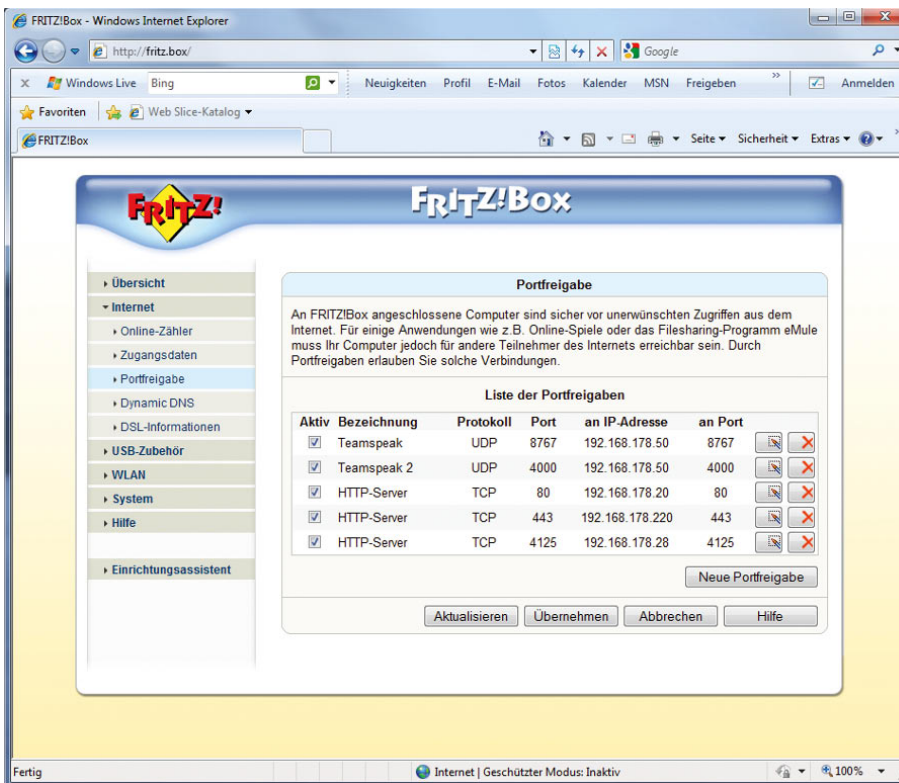 FRITZ!Box - Windows Internet Explorer
http://fritz.box/
Google
Windows Live Bing Neuigkeiten Profil E-Mail Fotos Kalender MSN Freigeben Anmelden
Favoriten Web Slice-Katalog
FRITZ!Box Seite Sicherheit Extras
FRITZ!
FRITZ!Box
Übersicht
Internet
Online-Zähler
Zugangsdaten
Portfreigabe
Dynamic DNS
DSL-Informationen
USB-Zubehör
WLAN
System
Hilfe
Einrichtungsassistent
Portfreigabe
An FRITZ!Box angeschlossene Computer sind sicher vor unerwünschten Zugriffen aus dem
Internet. Für einige Anwendungen wie z.B. Online-Spiele oder das Filesharing-Programm eMule
muss Ihr Computer jedoch für andere Teilnehmer des Internets erreichbar sein. Durch
Portfreigaben erlauben Sie solche Verbindungen.
Liste der Portfreigaben
Aktiv Bezeichnung Protokoll Port an IP-Adresse an Port
Teamspeak UDP 8767 192.168.178.50 8767
Teamspeak 2 UDP 4000 192.168.178.50 4000
HTTP-Server TCP 80 192.168.178.20 80
HTTP-Server TCP 443 192.168.178.220 443
HTTP-Server TCP 4125 192.168.178.28 4125
Neue Portfreigabe
Aktualisieren Übernehmen Abbrechen Hilfe
Fertig Internet | Geschützter Modus: Inaktiv 100%